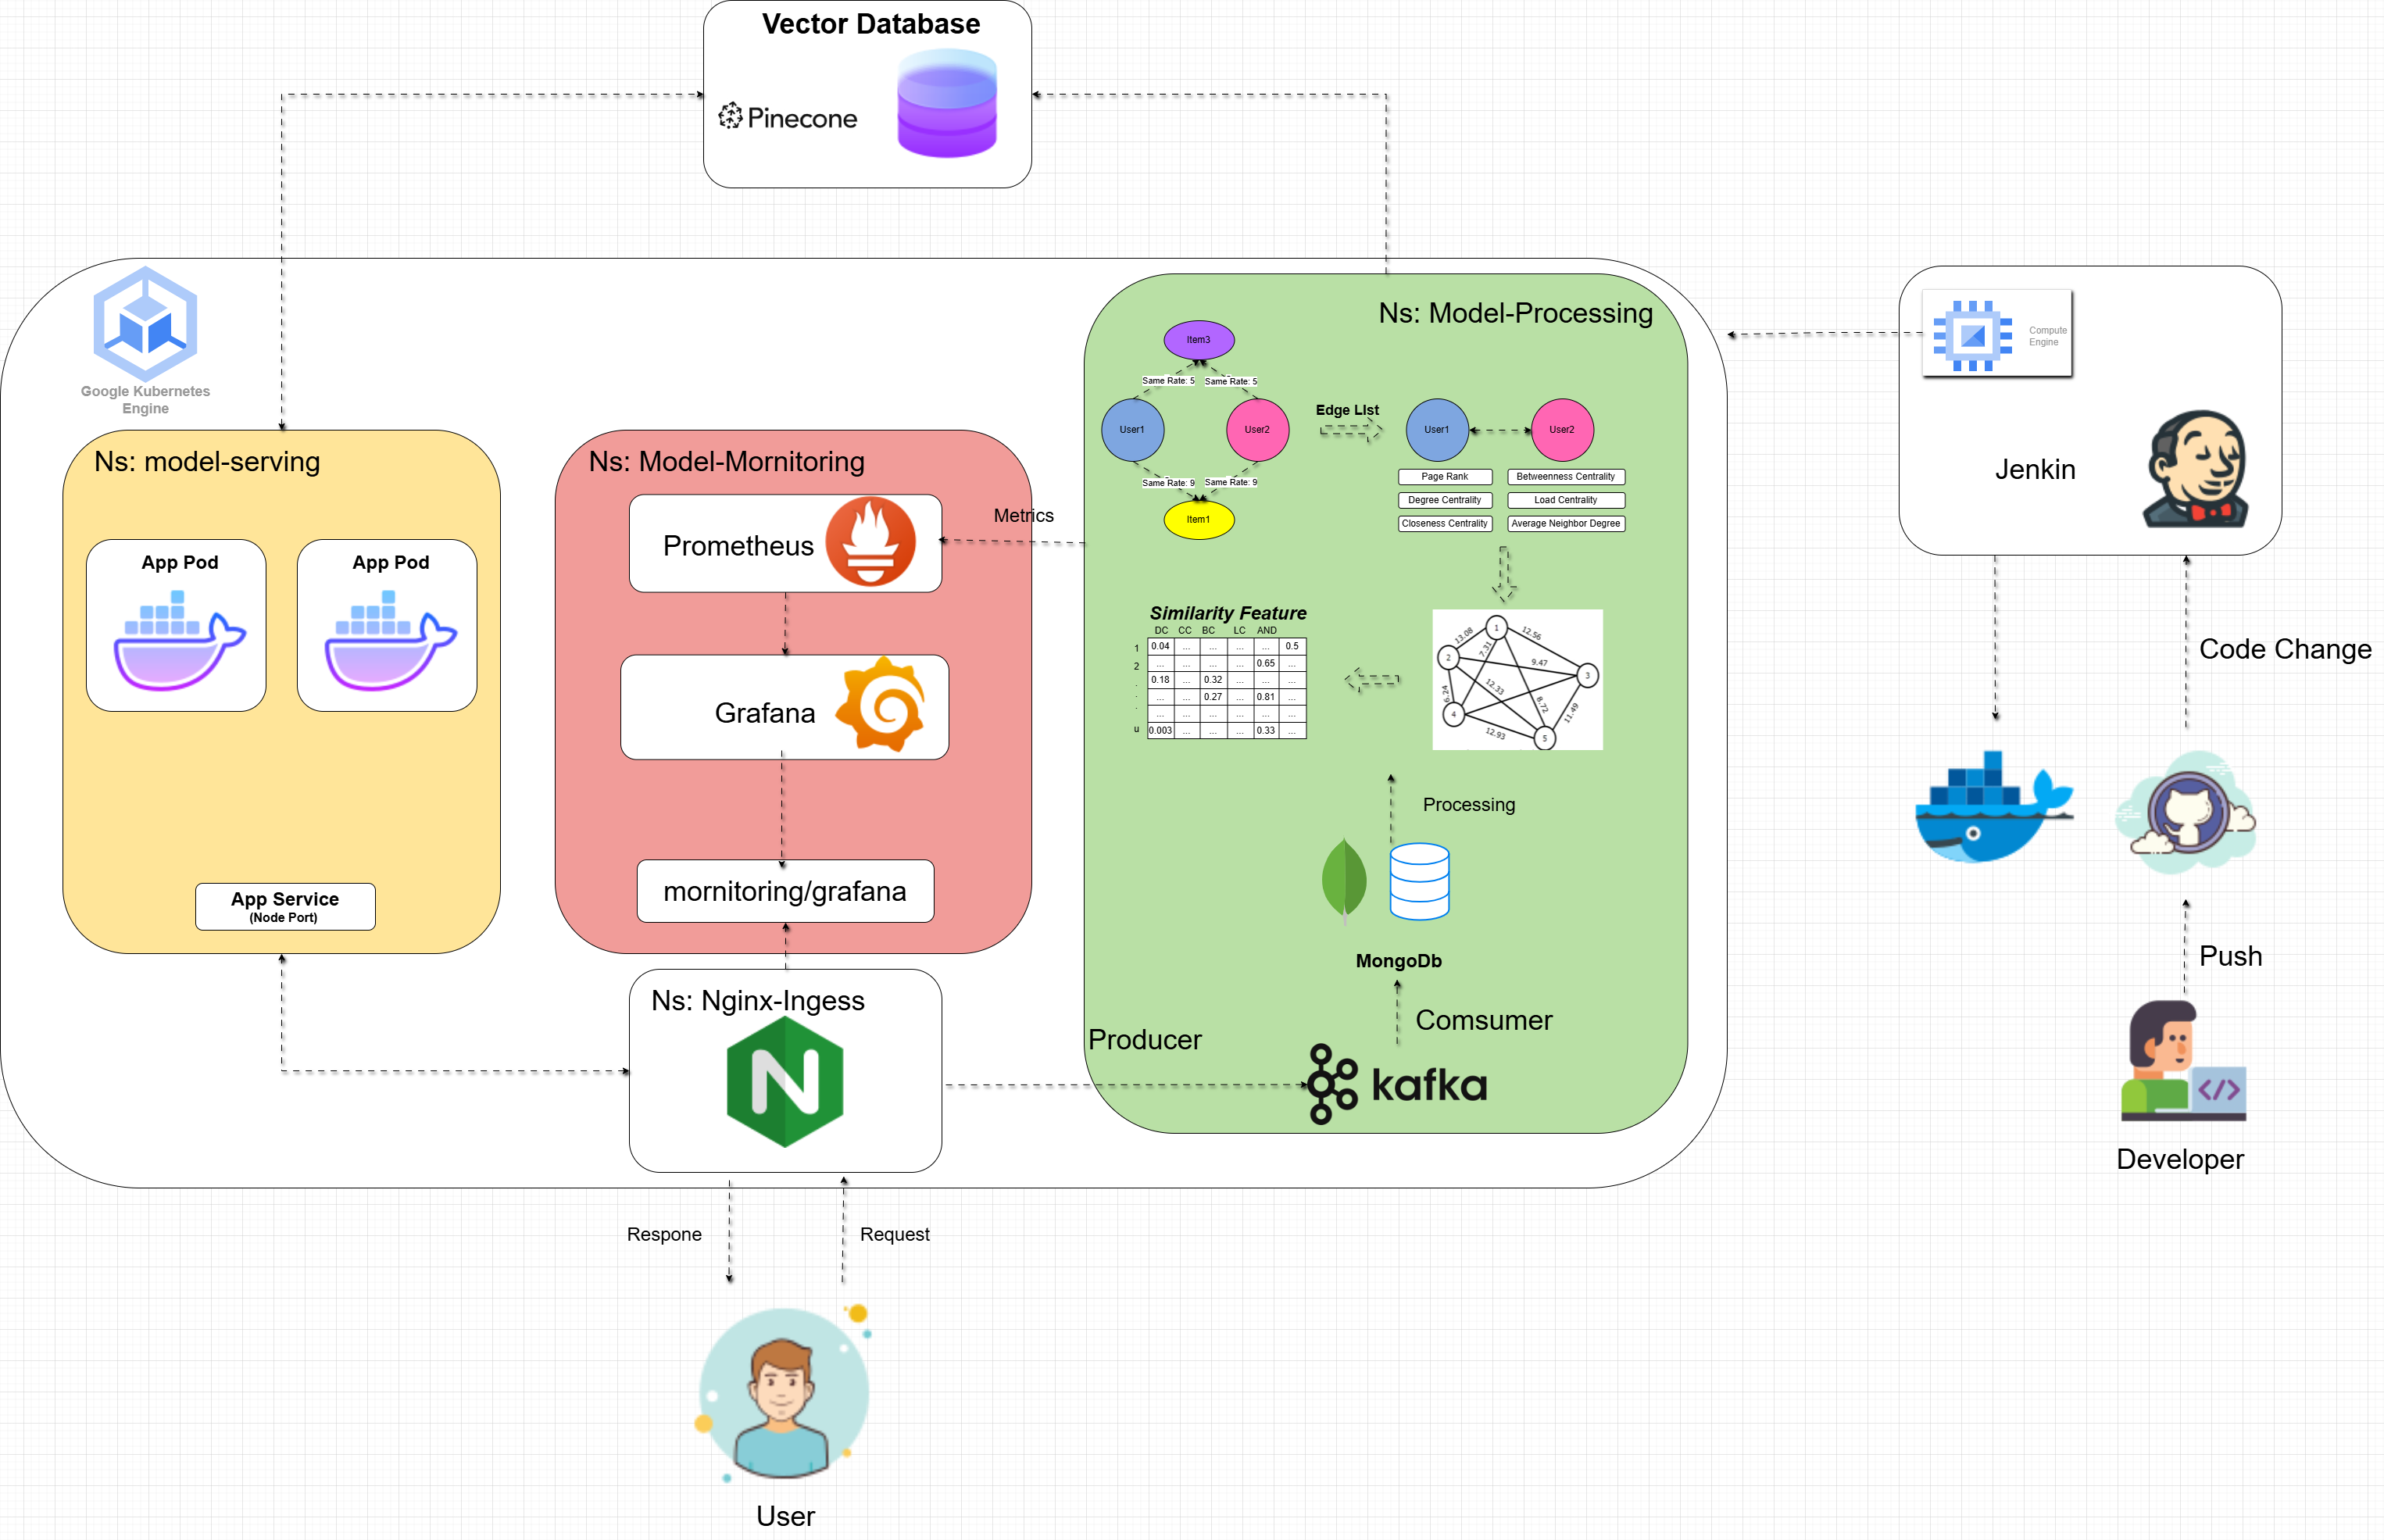 Vector Database
Pinecone
Google Kubernetes
Engine
Ns: model-serving
App Pod
App Pod
App Service
(Node Port)
Ns: Model-Mornitoring
Prometheus
Metrics
Grafana
mornitoring/grafana
Ns: Nginx-Ingess
N
Ns: Model-Processing
Item3
Same Rate: 5
Same Rate: 5
User1
User2
Same Rate: 9
Same Rate: 9
Item1
Edge LIst
User1
User2
Page Rank
Betweenness Centrality
Degree Centrality
Load Centrality
Closeness Centrality
Average Neighbor Degree
1
2
3
4
5
13.08
12.56
7.31
9.47
6.24
12.33
8.72
11.49
12.93
Similarity Feature
DC CC BC LC AND
1 0.04 ... ... ... ... 0.5
2 ... ... ... ... 0.65 ...
. 0.18 ... 0.32 ... ... ...
. ... ... 0.27 ... 0.81 ...
. ... ... ... ... ... ...
u 0.003 ... ... ... 0.33 ...
Processing
MongoDb
Comsumer
Producer
kafka
Compute
Engine
Jenkin
Code Change
Push
</>
Developer
Respone
Request
User